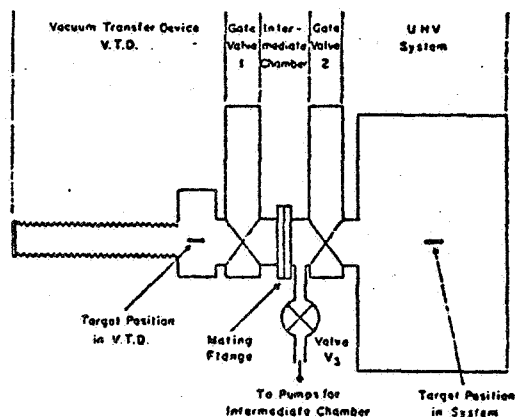 Vacuum Transfer Device
V.T.D.
Gate
Valve
1
Inter-
mediate
Chamber
Gate
Valve
2
UHV
System
Target Position
in V.T.D.
Mating
Flange
Valve
V3
To Pumps for
Intermediate Chamber
Target
Position
in System